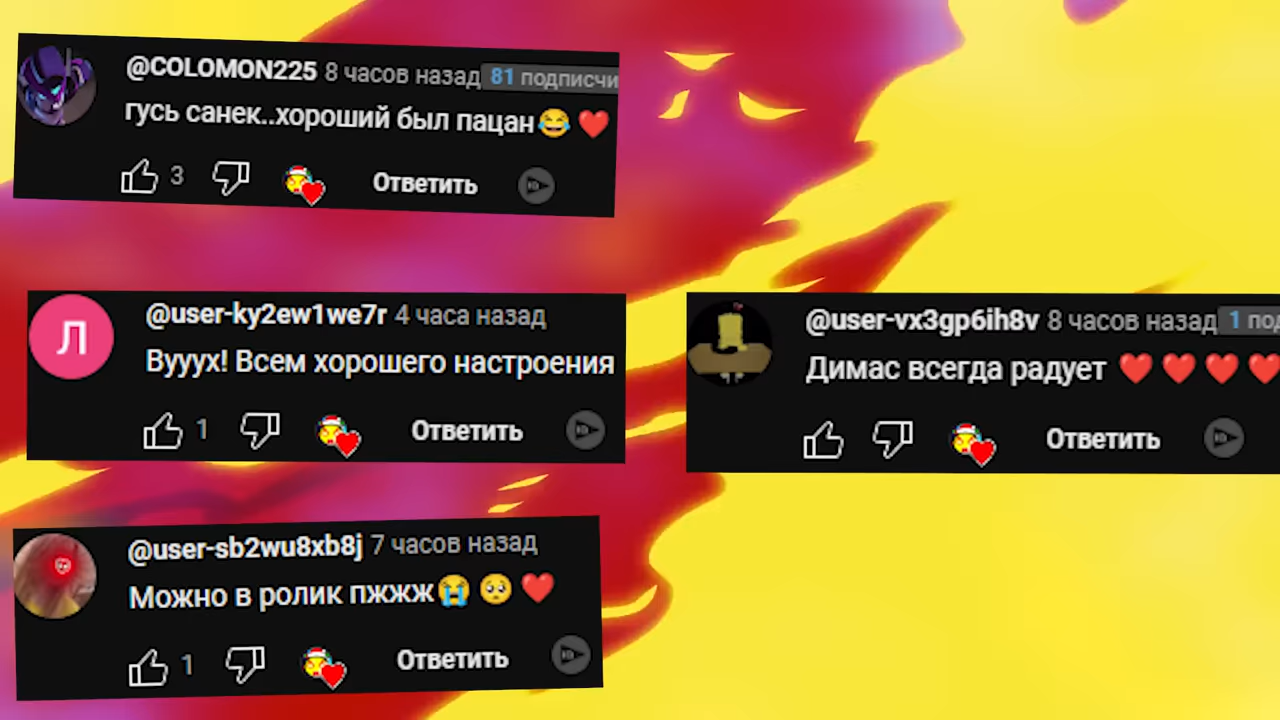 @COLOMON225 8 часов назад 81 подписчи
гусь санек..хороший был пацан😂 ❤️
3 Ответить
@user-ky2ew1we7r 4 часа назад
Вууух! Всем хорошего настроения
1 Ответить
@user-vx3gp6ih8v 8 часов назад 1 под
Димас всегда радует ❤️ ❤️ ❤️ ❤️
Ответить
@user-sb2wu8xb8j 7 часов назад
Можно в ролик пжжж😭 🥺 ❤️
1 Ответить
Л